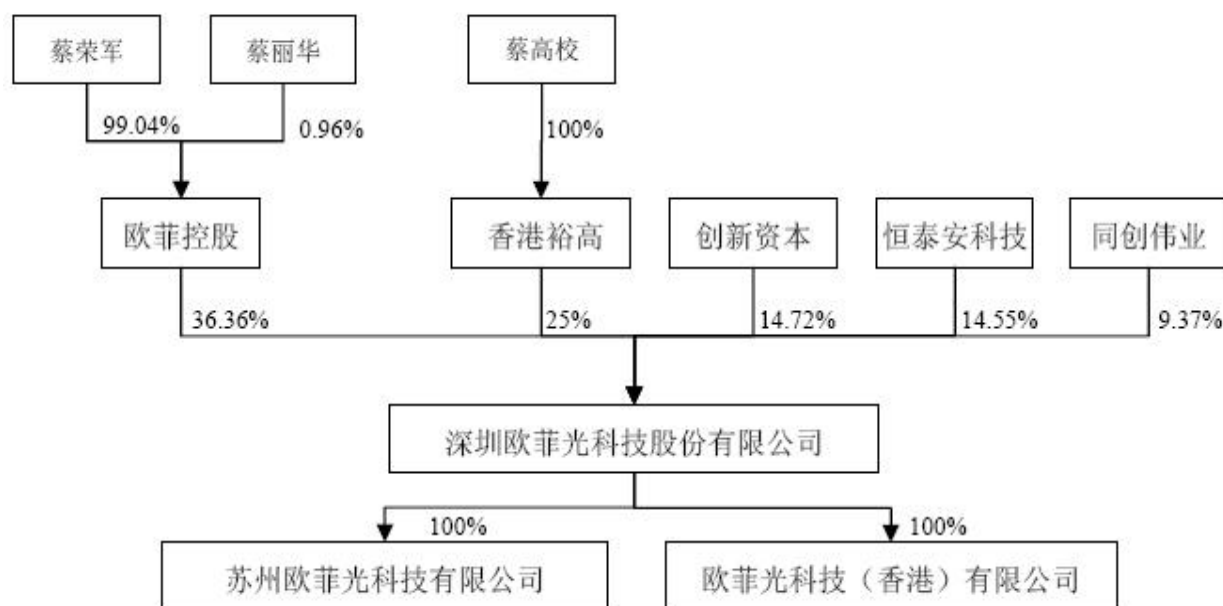 蔡荣军
蔡丽华
蔡高校
99.04%
0.96%
100%
欧菲控股
香港裕高
创新资本
恒泰安科技
同创伟业
36.36%
25%
14.72%
14.55%
9.37%
深圳欧菲光科技股份有限公司
100%
100%
苏州欧菲光科技有限公司
欧菲光科技（香港）有限公司